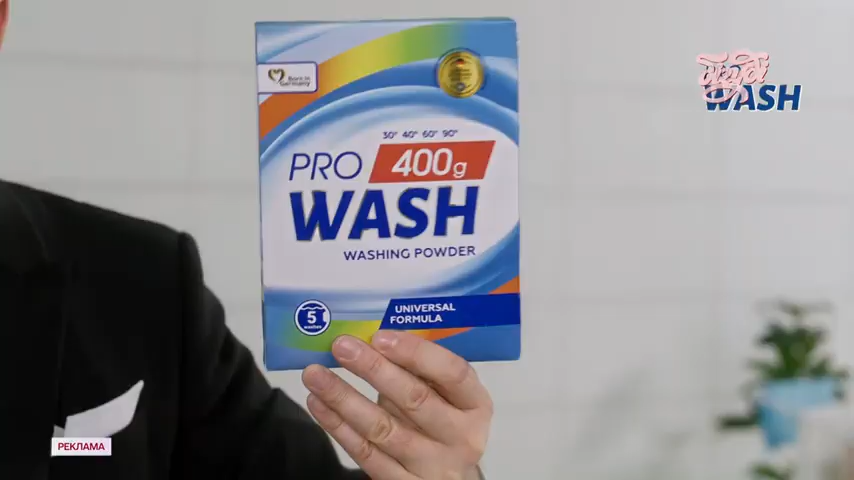 Born in
Germany
30° 40° 60° 90°
PRO 400g
WASH
WASHING POWDER
5
washes
UNIVERSAL
FORMULA
WASH
РЕКЛАМА